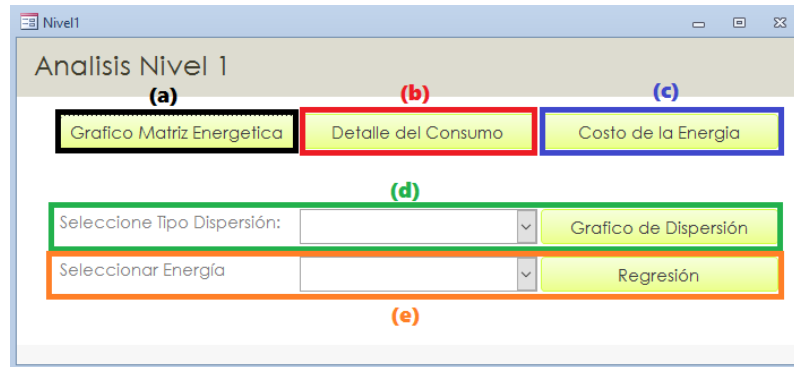 Nivel1
Analisis Nivel 1
(a) (b) (c)
Grafico Matriz Energetica Detalle del Consumo Costo de la Energia
(d)
Seleccione Tipo Dispersión: Grafico de Dispersión
Seleccionar Energía Regresión
(e)